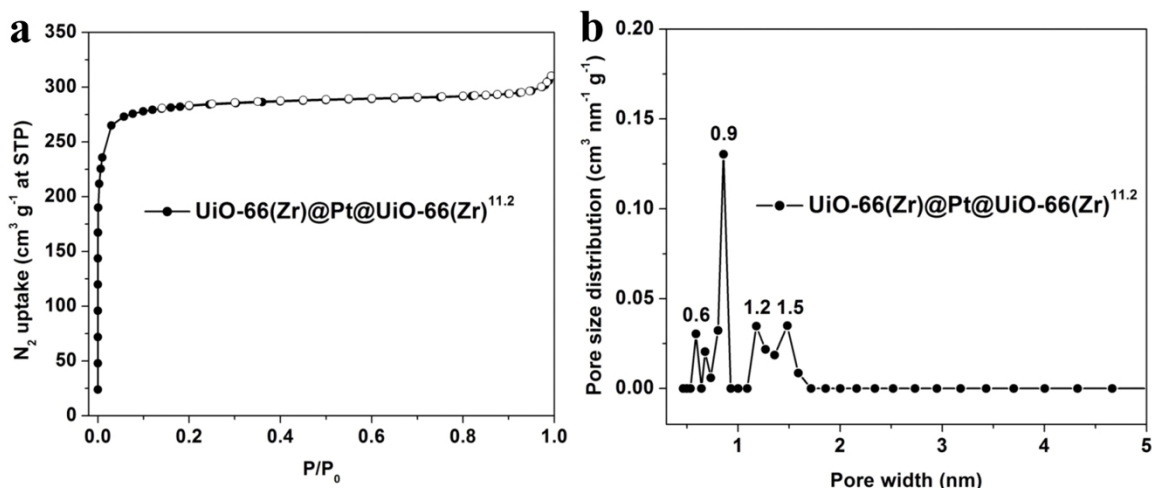 a
N₂ uptake (cm³ g⁻¹ at STP)
350
300
250
200
150
100
50
0
UiO-66(Zr)@Pt@UiO-66(Zr)¹¹·²
0.0 0.2 0.4 0.6 0.8 1.0
P/P₀
b
Pore size distribution (cm³ nm⁻¹ g⁻¹)
0.20
0.15
0.10
0.05
0.00
0.9
UiO-66(Zr)@Pt@UiO-66(Zr)¹¹·²
0.6 1.2 1.5
1 2 3 4 5
Pore width (nm)